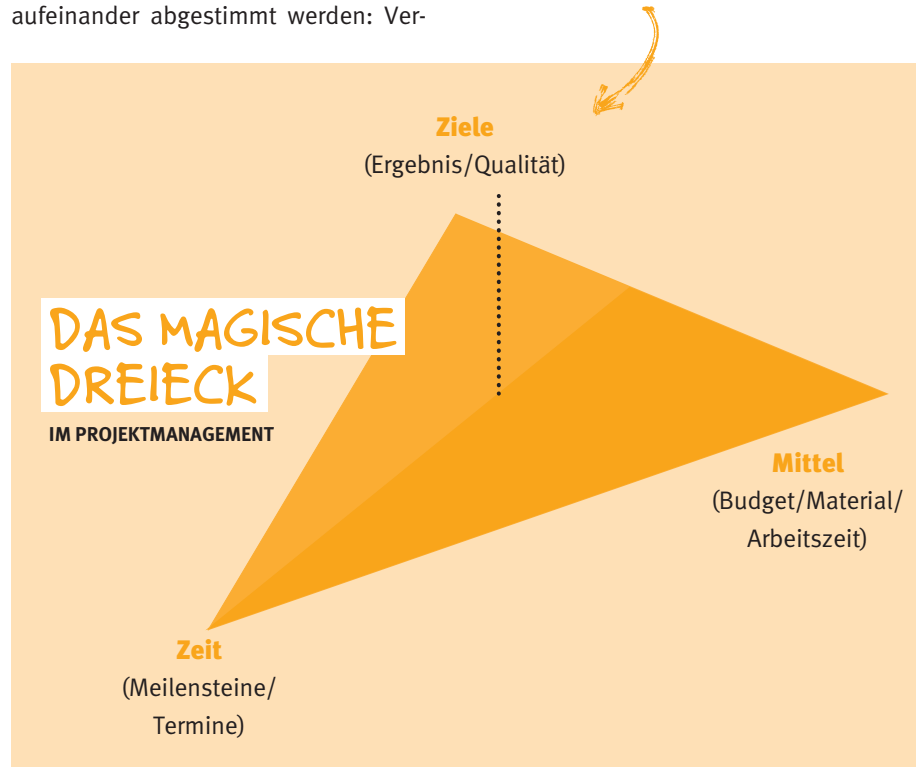 aufeinander abgestimmt werden: Ver-
Ziele
(Ergebnis/Qualität)
DAS MAGISCHE
DREIECK
IM PROJEKTMANAGEMENT
Mittel
(Budget/Material/
Arbeitszeit)
Zeit
(Meilensteine/
Termine)